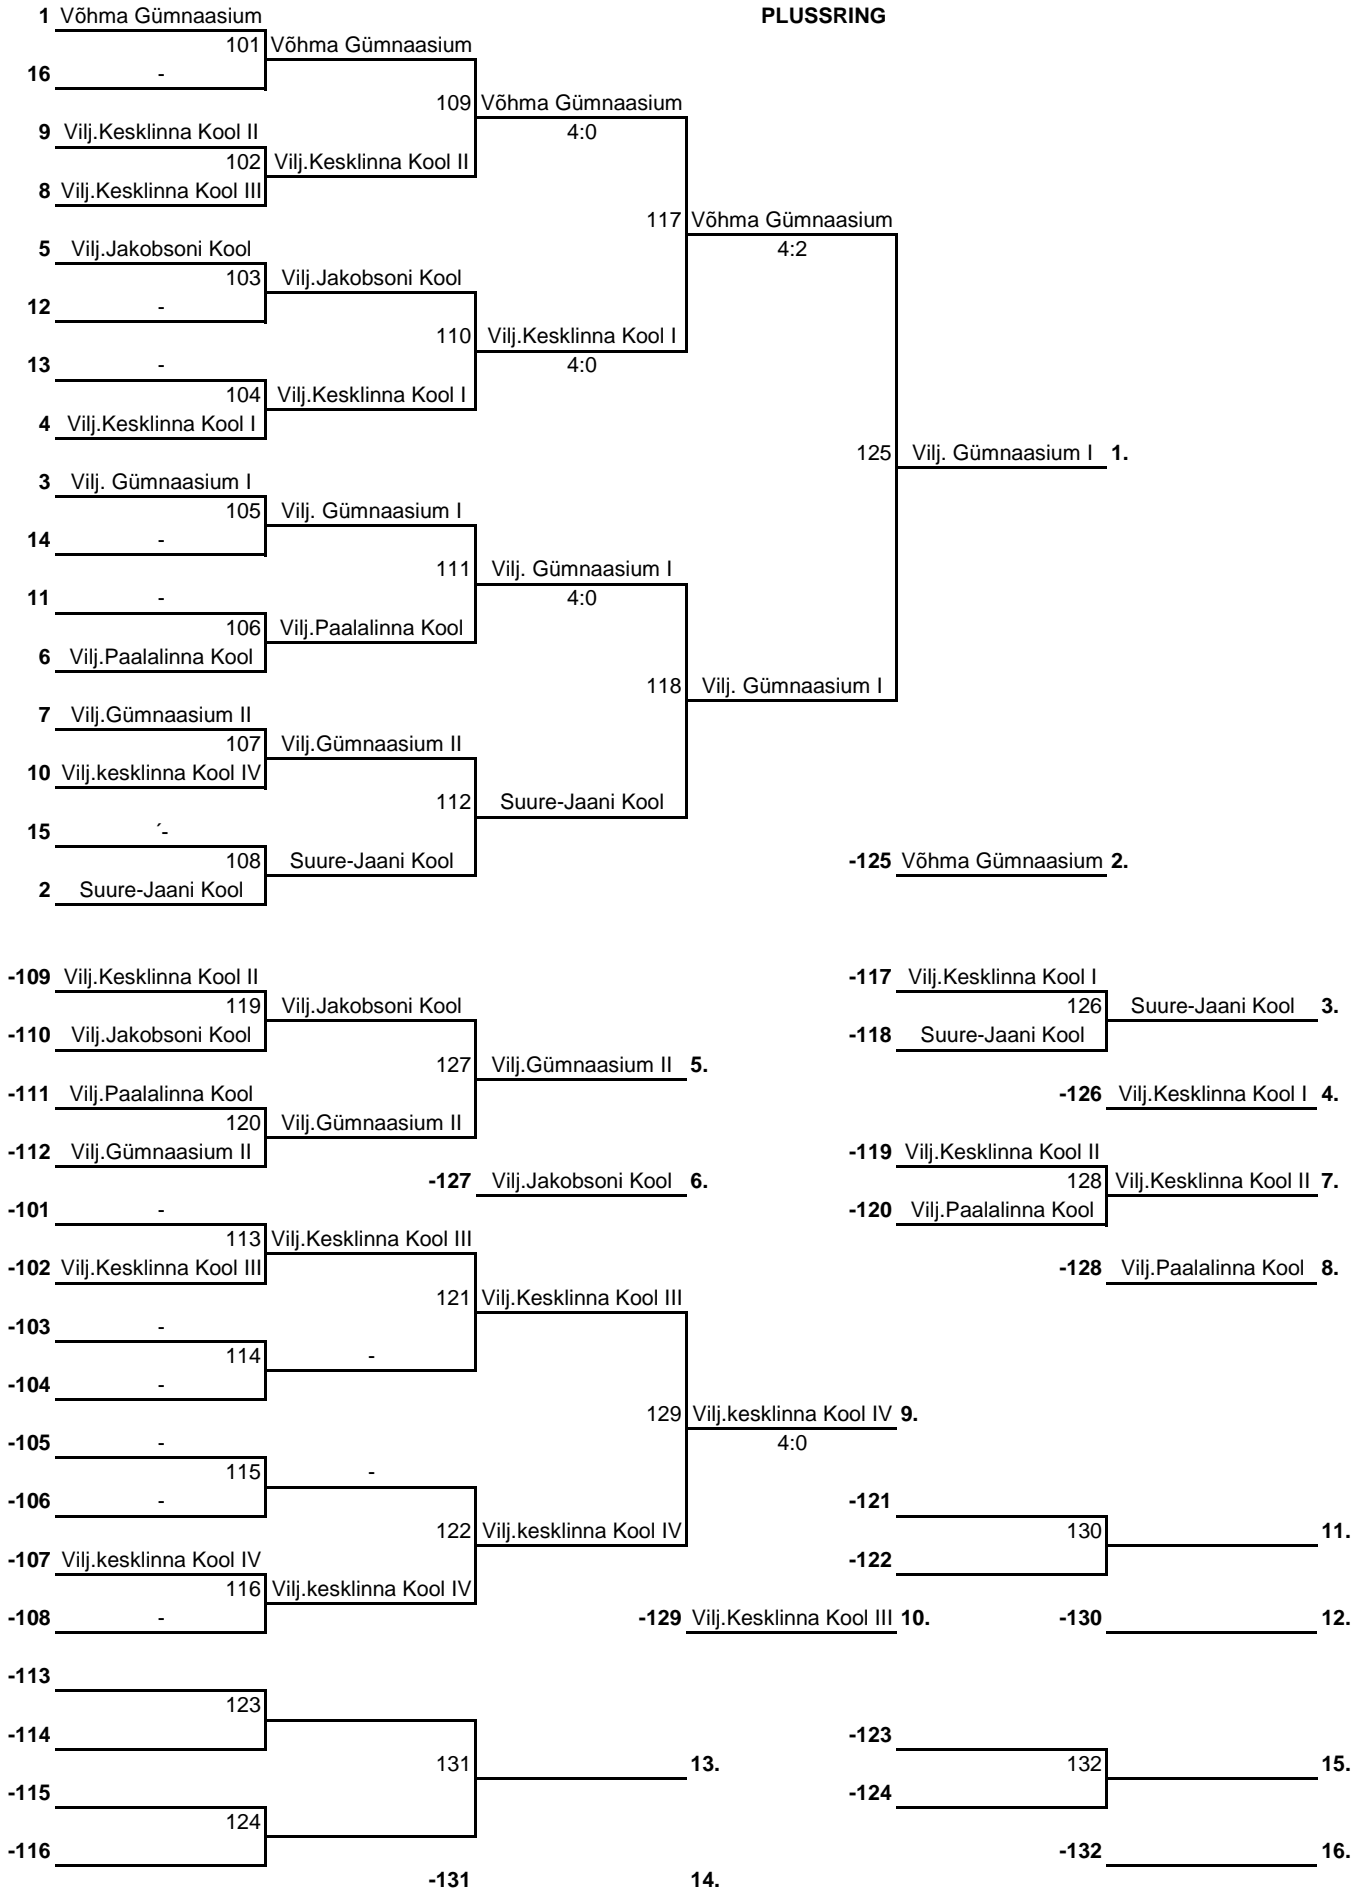 1 Võhma Gümnaasium PLUSSRING
101 Võhma Gümnaasium
16 -
109 Võhma Gümnaasium
9 Vilj.Kesklinna Kool II 4:0
102 Vilj.Kesklinna Kool II
8 Vilj.Kesklinna Kool III
117 Võhma Gümnaasium
5 Vilj.Jakobsoni Kool 4:2
103 Vilj.Jakobsoni Kool
12 -
110 Vilj.Kesklinna Kool I
13 - 4:0
104 Vilj.Kesklinna Kool I
4 Vilj.Kesklinna Kool I
125 Vilj. Gümnaasium I 1.
3 Vilj. Gümnaasium I
105 Vilj. Gümnaasium I
14 -
111 Vilj. Gümnaasium I
11 - 4:0
106 Vilj.Paalalinna Kool
6 Vilj.Paalalinna Kool
118 Vilj. Gümnaasium I
7 Vilj.Gümnaasium II
107 Vilj.Gümnaasium II
10 Vilj.kesklinna Kool IV
112 Suure-Jaani Kool
15 ´-
108 Suure-Jaani Kool -125 Võhma Gümnaasium 2.
2 Suure-Jaani Kool
-109 Vilj.Kesklinna Kool II -117 Vilj.Kesklinna Kool I
119 Vilj.Jakobsoni Kool 126 Suure-Jaani Kool 3.
-110 Vilj.Jakobsoni Kool -118 Suure-Jaani Kool
127 Vilj.Gümnaasium II 5.
-111 Vilj.Paalalinna Kool -126 Vilj.Kesklinna Kool I 4.
120 Vilj.Gümnaasium II
-112 Vilj.Gümnaasium II -119 Vilj.Kesklinna Kool II
-127 Vilj.Jakobsoni Kool 6. 128 Vilj.Kesklinna Kool II 7.
-101 - -120 Vilj.Paalalinna Kool
113 Vilj.Kesklinna Kool III
-102 Vilj.Kesklinna Kool III -128 Vilj.Paalalinna Kool 8.
121 Vilj.Kesklinna Kool III
-103 -
114 -
-104 -
129 Vilj.kesklinna Kool IV 9.
-105 - 4:0
115 -
-106 - -121
122 Vilj.kesklinna Kool IV 130 11.
-107 Vilj.kesklinna Kool IV -122
116 Vilj.kesklinna Kool IV
-108 - -129 Vilj.Kesklinna Kool III 10. -130 12.
-113
123
-114 -123
131 13. 132 15.
-115 -124
124
-116 -132 16.
-131 14.